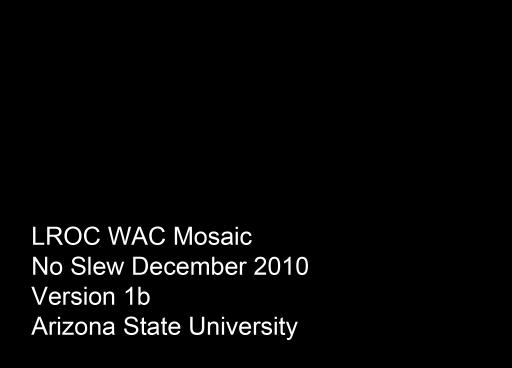 LROC WAC Mosaic
No Slew December 2010
Version 1b
Arizona State University